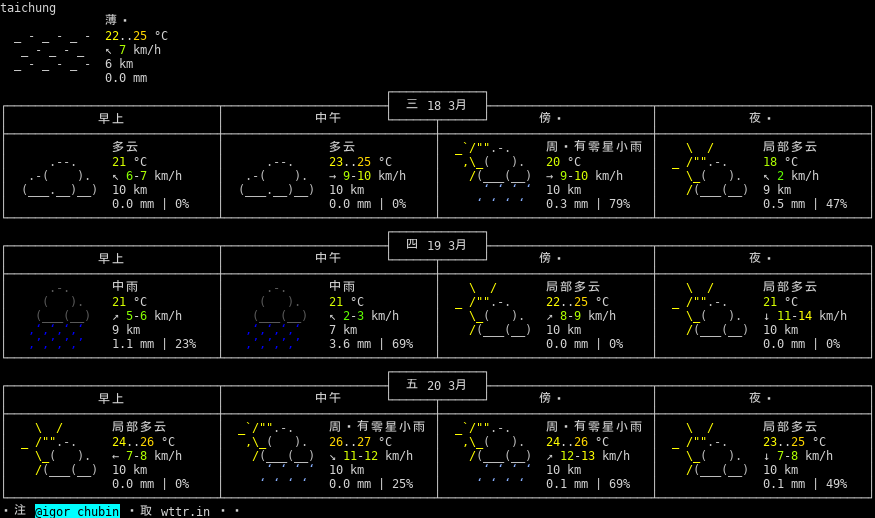 taichung
薄・
22..25 °C
↖ 7 km/h
6 km
0.0 mm
三 18 3月
早上 中午 傍・ 夜・
多云 多云 周・有零星小雨 局部多云
21 °C 23..25 °C 20 °C 18 °C
↖ 6-7 km/h → 9-10 km/h → 9-10 km/h ↖ 2 km/h
10 km 10 km 10 km 9 km
0.0 mm | 0% 0.0 mm | 0% 0.3 mm | 79% 0.5 mm | 47%
四 19 3月
早上 中午 傍・ 夜・
中雨 中雨 局部多云 局部多云
21 °C 21 °C 22..25 °C 21 °C
↗ 5-6 km/h ↖ 2-3 km/h ↗ 8-9 km/h ↓ 11-14 km/h
9 km 7 km 10 km 10 km
1.1 mm | 23% 3.6 mm | 69% 0.0 mm | 0% 0.0 mm | 0%
五 20 3月
早上 中午 傍・ 夜・
局部多云 周・有零星小雨 周・有零星小雨 局部多云
24..26 °C 26..27 °C 24..26 °C 23..25 °C
← 7-8 km/h ↘ 11-12 km/h ↗ 12-13 km/h ↓ 7-8 km/h
10 km 10 km 10 km 10 km
0.0 mm | 0% 0.0 mm | 25% 0.1 mm | 69% 0.1 mm | 49%
・注 @igor_chubin ・取 wttr.in ・・